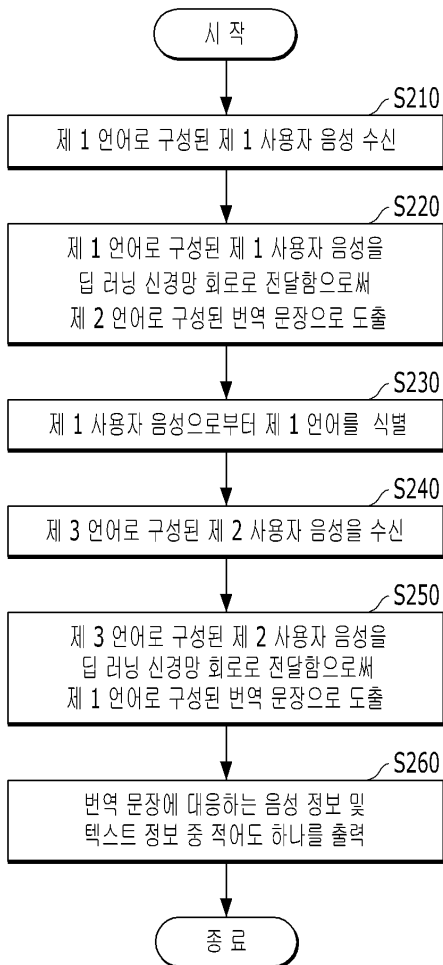 시 작
S210
제 1 언어로 구성된 제 1 사용자 음성 수신
S220
제 1 언어로 구성된 제 1 사용자 음성을
딥 러닝 신경망 회로로 전달함으로써
제 2 언어로 구성된 번역 문장으로 도출
S230
제 1 사용자 음성으로부터 제 1 언어를 식별
S240
제 3 언어로 구성된 제 2 사용자 음성을 수신
S250
제 3 언어로 구성된 제 2 사용자 음성을
딥 러닝 신경망 회로로 전달함으로써
제 1 언어로 구성된 번역 문장으로 도출
S260
번역 문장에 대응하는 음성 정보 및
텍스트 정보 중 적어도 하나를 출력
종 료